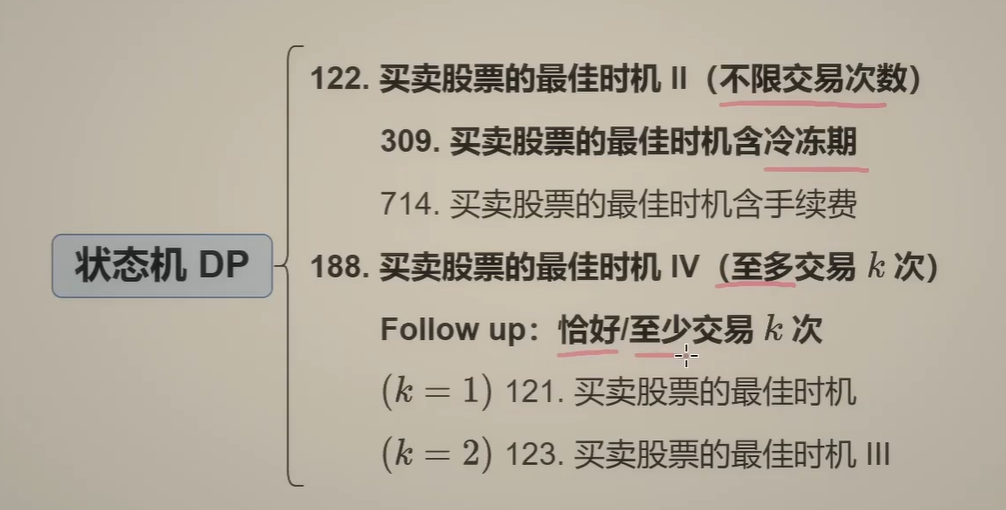 状态机 DP
122. 买卖股票的最佳时机 II（不限交易次数）
309. 买卖股票的最佳时机含冷冻期
714. 买卖股票的最佳时机含手续费
188. 买卖股票的最佳时机 IV（至多交易 k 次）
Follow up：恰好/至少交易 k 次
(k = 1) 121. 买卖股票的最佳时机
(k = 2) 123. 买卖股票的最佳时机 III